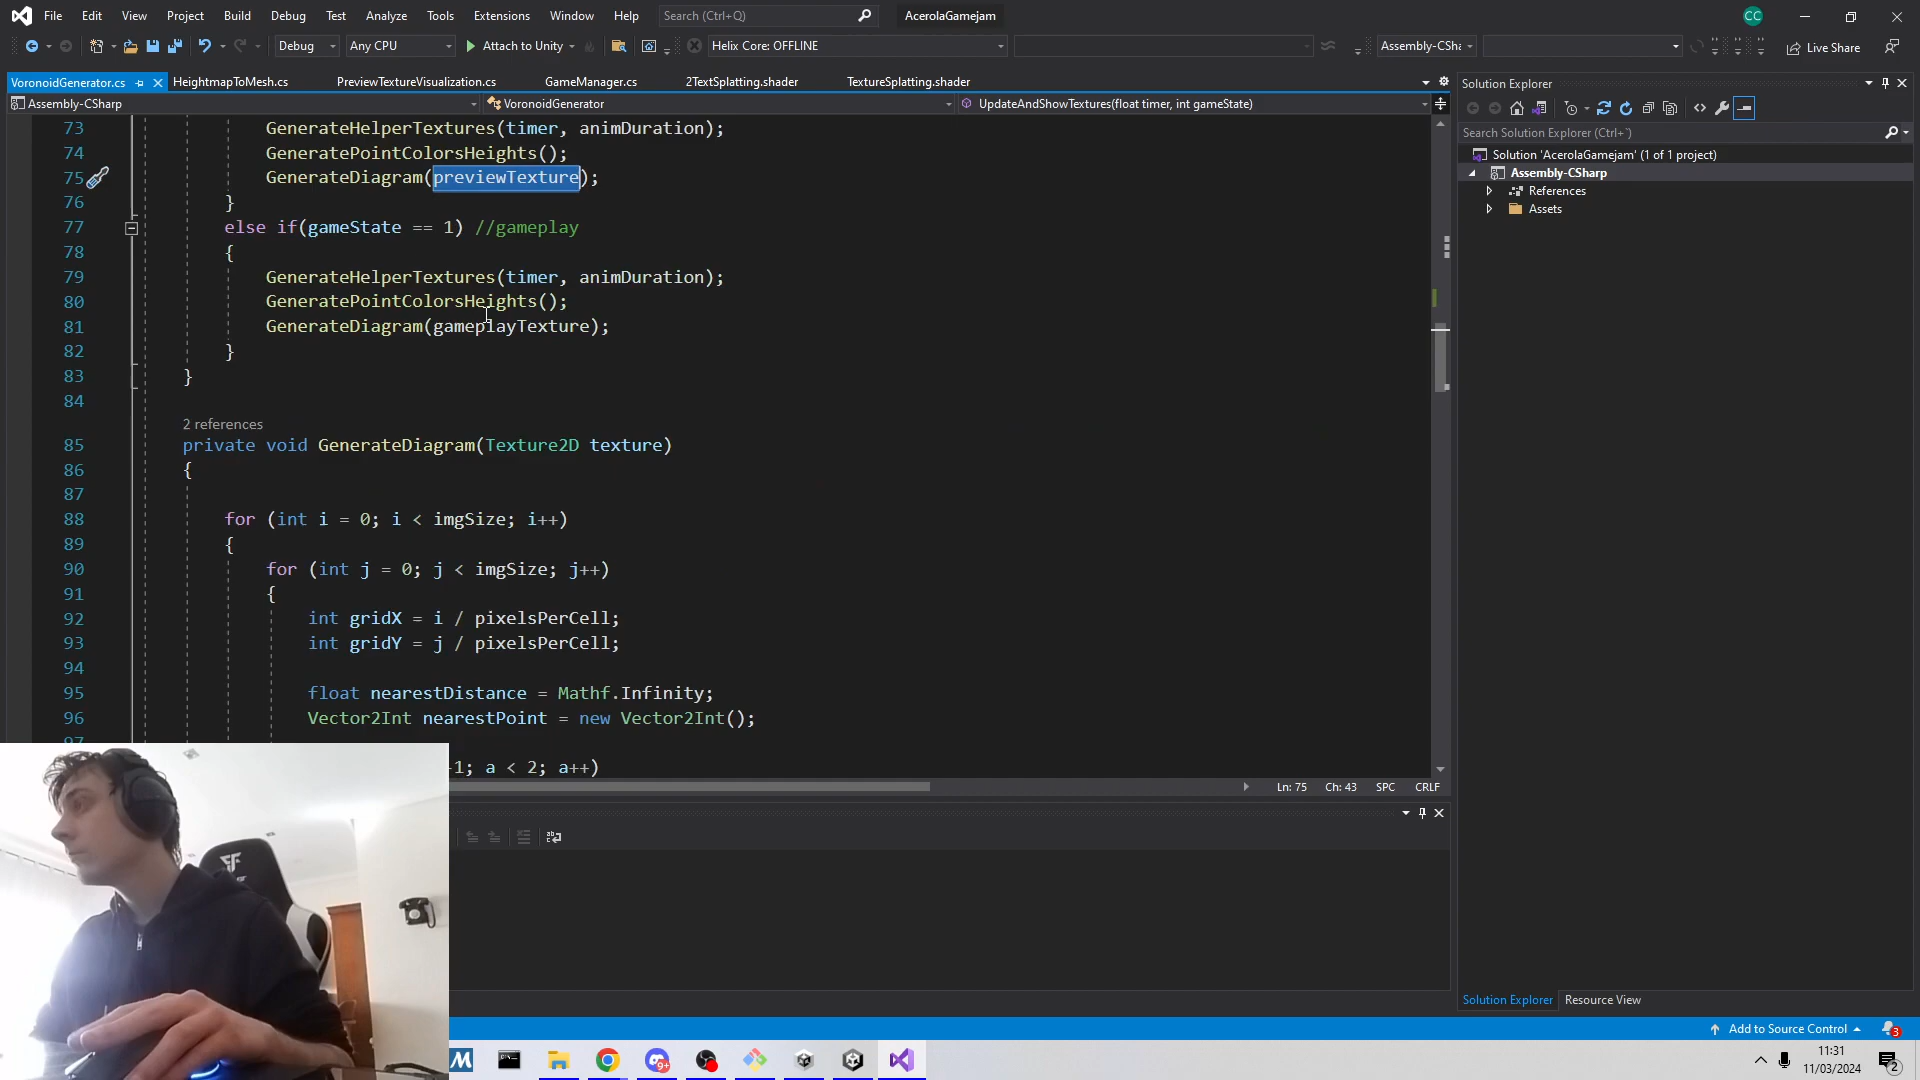 File Edit View Project Build Debug Test Analyze Tools Extensions Window Help Search (Ctrl+Q) AcerolaGamejam CC
Debug Any CPU Attach to Unity Helix Core: OFFLINE Assembly-CSha Live Share
VoronoidGenerator.cs HeightmapToMesh.cs PreviewTextureVisualization.cs GameManager.cs 2TextSplatting.shader TextureSplatting.shader
Assembly-CSharp VoronoidGenerator UpdateAndShowTextures(float timer, int gameState)
73 GenerateHelperTextures(timer, animDuration);
74 GeneratePointColorsHeights();
75 GenerateDiagram(previewTexture);
76 }
77 else if(gameState == 1) //gameplay
78 {
79 GenerateHelperTextures(timer, animDuration);
80 GeneratePointColorsHeights();
81 GenerateDiagram(gameplayTexture);
82 }
83 }
84
2 references
85 private void GenerateDiagram(Texture2D texture)
86 {
87
88 for (int i = 0; i < imgSize; i++)
89 {
90 for (int j = 0; j < imgSize; j++)
91 {
92 int gridX = i / pixelsPerCell;
93 int gridY = j / pixelsPerCell;
94
95 float nearestDistance = Mathf.Infinity;
96 Vector2Int nearestPoint = new Vector2Int();
1; a < 2; a++)
Ln: 75 Ch: 43 SPC CRLF
Solution Explorer
Search Solution Explorer (Ctrl+¨)
Solution 'AcerolaGamejam' (1 of 1 project)
Assembly-CSharp
References
Assets
Solution Explorer Resource View
Add to Source Control 3
9+
11:31
11/03/2024
2